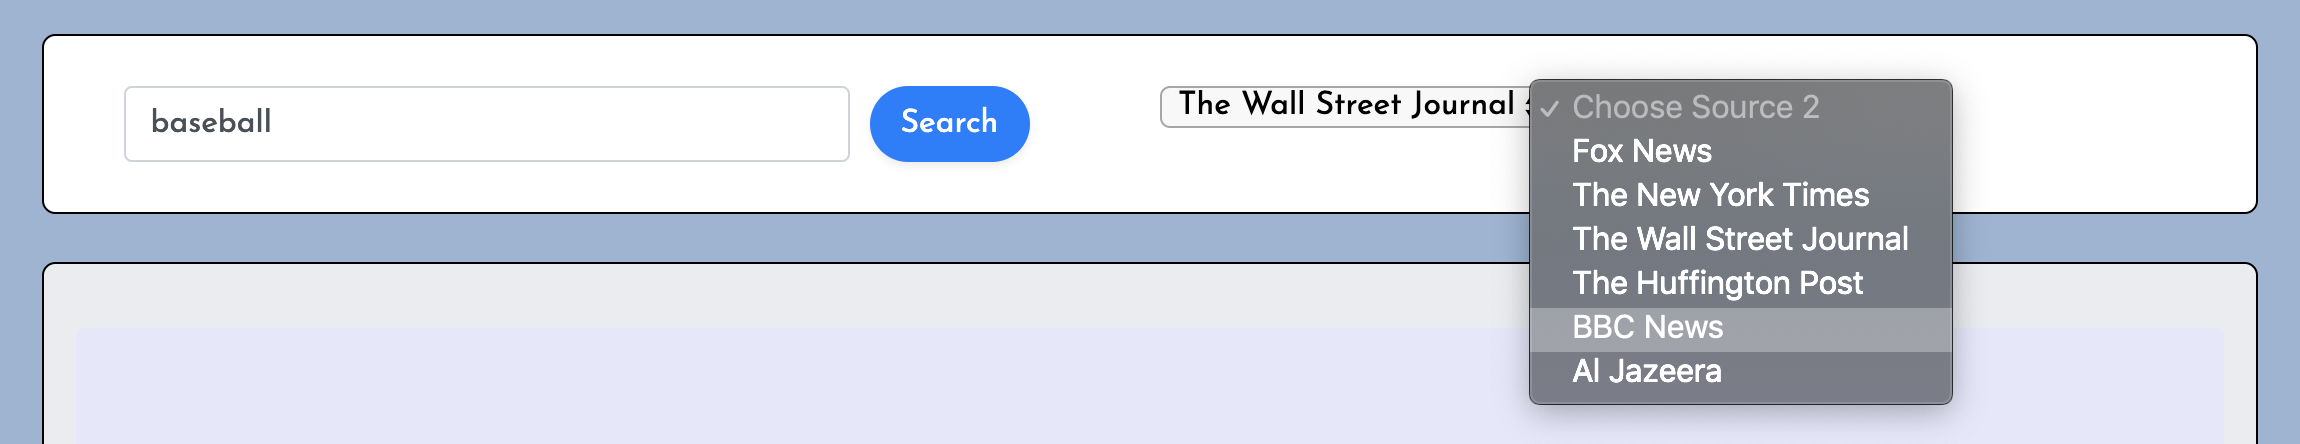 baseball
Search
The Wall Street Journal
Choose Source 2
Fox News
The New York Times
The Wall Street Journal
The Huffington Post
BBC News
Al Jazeera